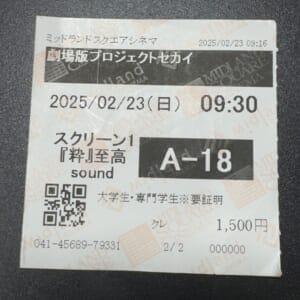 ミッドランドスクエアシネマ 2025/02/23 09:16
劇場版プロジェクトセカイ
2025/02/23(日) 09:30
スクリーン1
『粋』至高
sound
A-18
大学生・専門学生※要証明
クレ 1,500円
041-45689-79331 2/2 000000